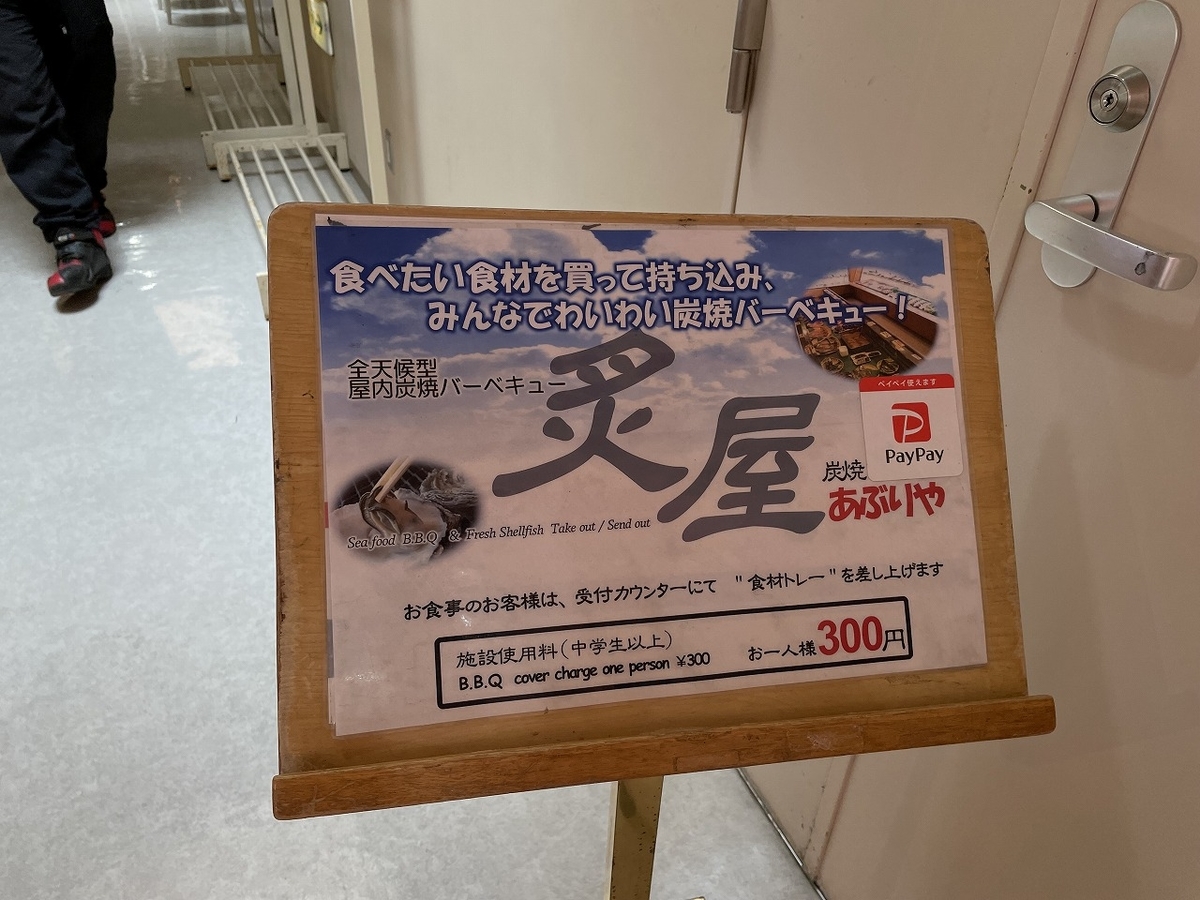 食べたい食材を買って持ち込み、
みんなでわいわい炭焼バーベキュー！
全天候型
屋内炭焼バーベキュー
炙屋
ペイペイ使えます
PayPay
炭焼
あぶりや
Sea food B.B.Q & Fresh Shellfish Take out / Send out
お食事のお客様は、受付カウンターにて "食材トレー"を差し上げます
施設使用料(中学生以上) お一人様300円
B.B.Q cover charge one person ¥300